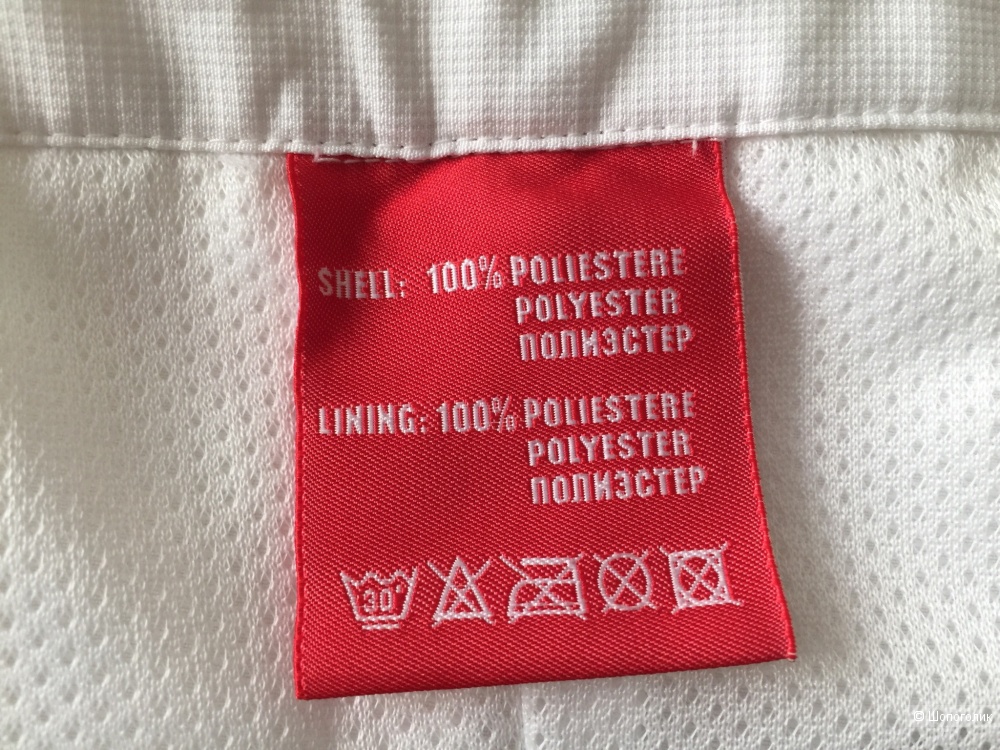 SHELL: 100% POLIESTERE
POLYESTER
ПОЛИЭСТЕР
LINING: 100% POLIESTERE
POLYESTER
ПОЛИЭСТЕР
30°
© Шопоголик